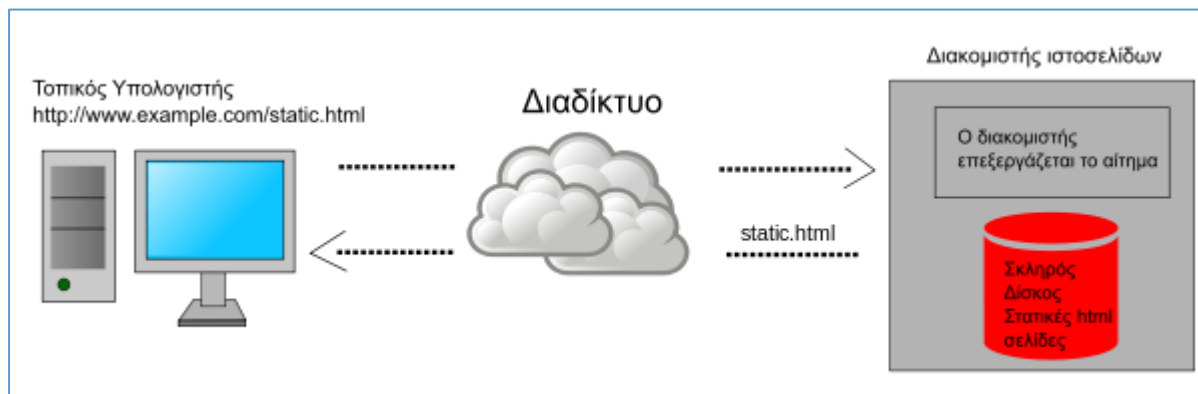 Τοπικός Υπολογιστής
http://www.example.com/static.html
Διαδίκτυο
Διακομιστής ιστοσελίδων
Ο διακομιστής
επεξεργάζεται το αίτημα
static.html
Σκληρός
Δίσκος
Στατικές html
σελίδες